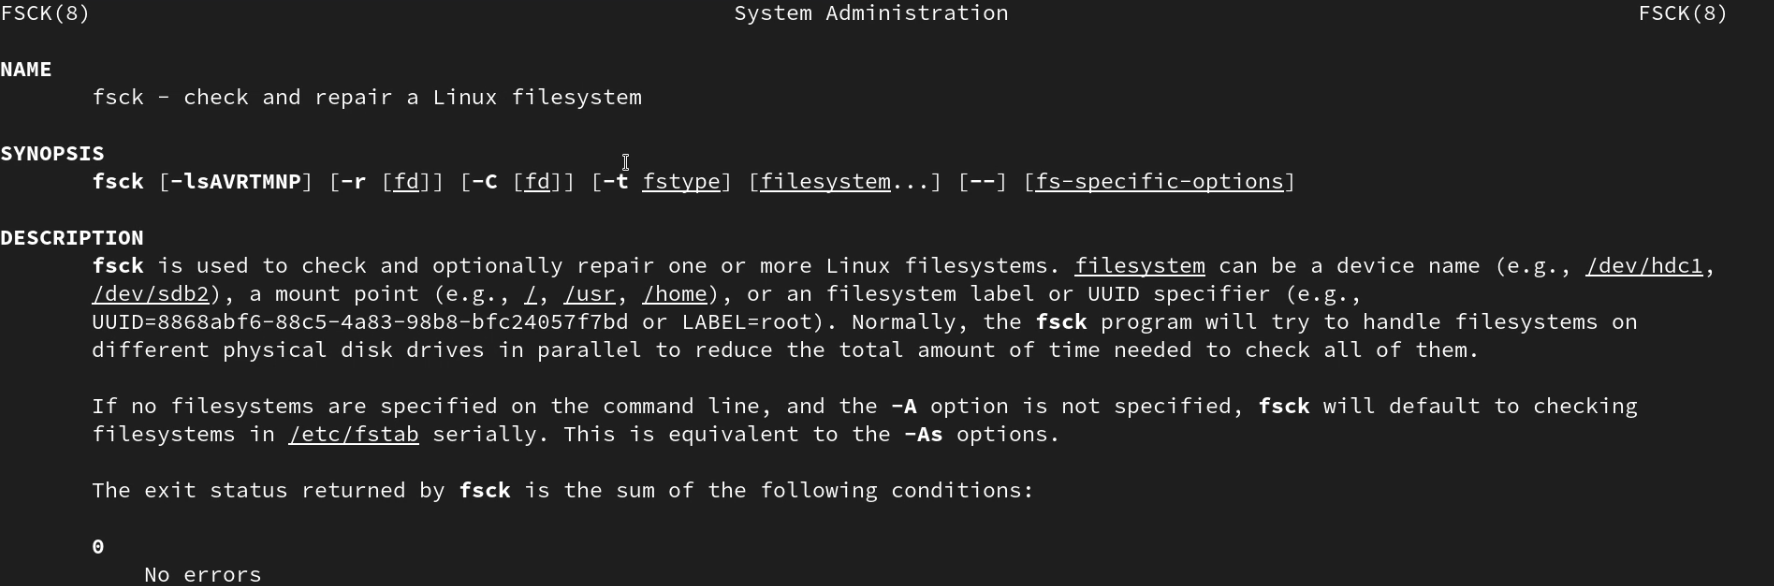 FSCK(8) System Administration FSCK(8)
NAME
fsck - check and repair a Linux filesystem
SYNOPSIS
fsck [-lsAVRTMNP] [-r [fd]] [-C [fd]] [-t fstype] [filesystem...] [--] [fs-specific-options]
DESCRIPTION
fsck is used to check and optionally repair one or more Linux filesystems. filesystem can be a device name (e.g., /dev/hdc1,
/dev/sdb2), a mount point (e.g., /, /usr, /home), or an filesystem label or UUID specifier (e.g.,
UUID=8868abf6-88c5-4a83-98b8-bfc24057f7bd or LABEL=root). Normally, the fsck program will try to handle filesystems on
different physical disk drives in parallel to reduce the total amount of time needed to check all of them.
If no filesystems are specified on the command line, and the -A option is not specified, fsck will default to checking
filesystems in /etc/fstab serially. This is equivalent to the -As options.
The exit status returned by fsck is the sum of the following conditions:
0
No errors